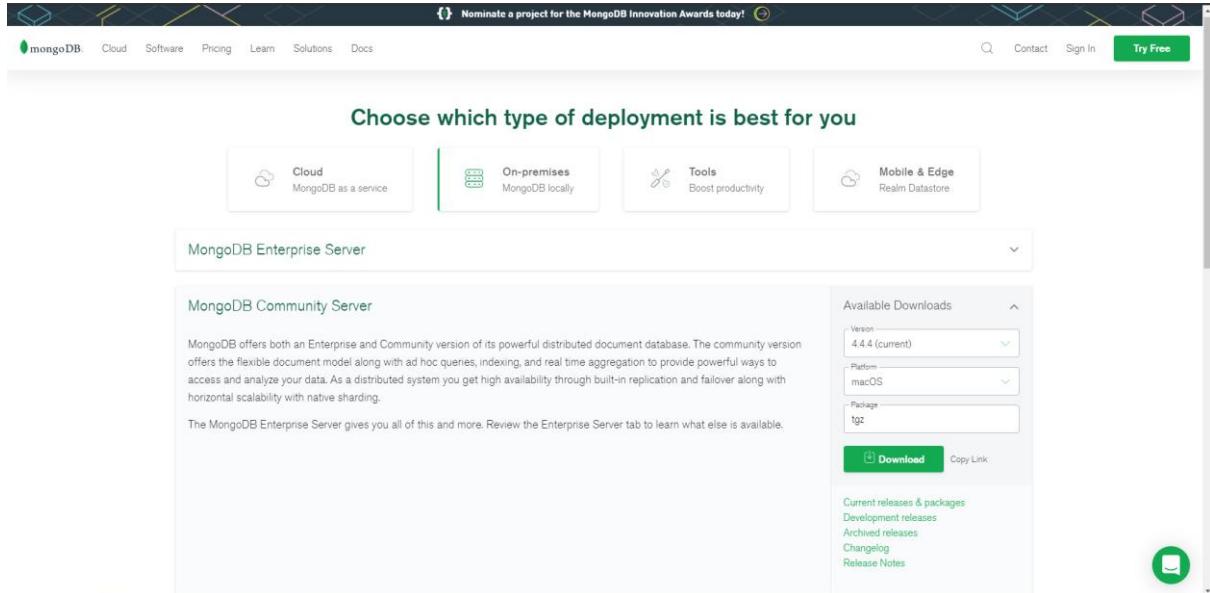 Nominate a project for the MongoDB Innovation Awards today!
mongoDB. Cloud Software Pricing Learn Solutions Docs Contact Sign In Try Free
Choose which type of deployment is best for you
Cloud
MongoDB as a service
On-premises
MongoDB locally
Tools
Boost productivity
Mobile & Edge
Realm Datastore
MongoDB Enterprise Server
MongoDB Community Server
MongoDB offers both an Enterprise and Community version of its powerful distributed document database. The community version
offers the flexible document model along with ad hoc queries, indexing, and real time aggregation to provide powerful ways to
access and analyze your data. As a distributed system you get high availability through built-in replication and failover along with
horizontal scalability with native sharding.
The MongoDB Enterprise Server gives you all of this and more. Review the Enterprise Server tab to learn what else is available.
Available Downloads
Version
4.4.4 (current)
Platform
macOS
Package
tgz
Download Copy Link
Current releases & packages
Development releases
Archived releases
Changelog
Release Notes